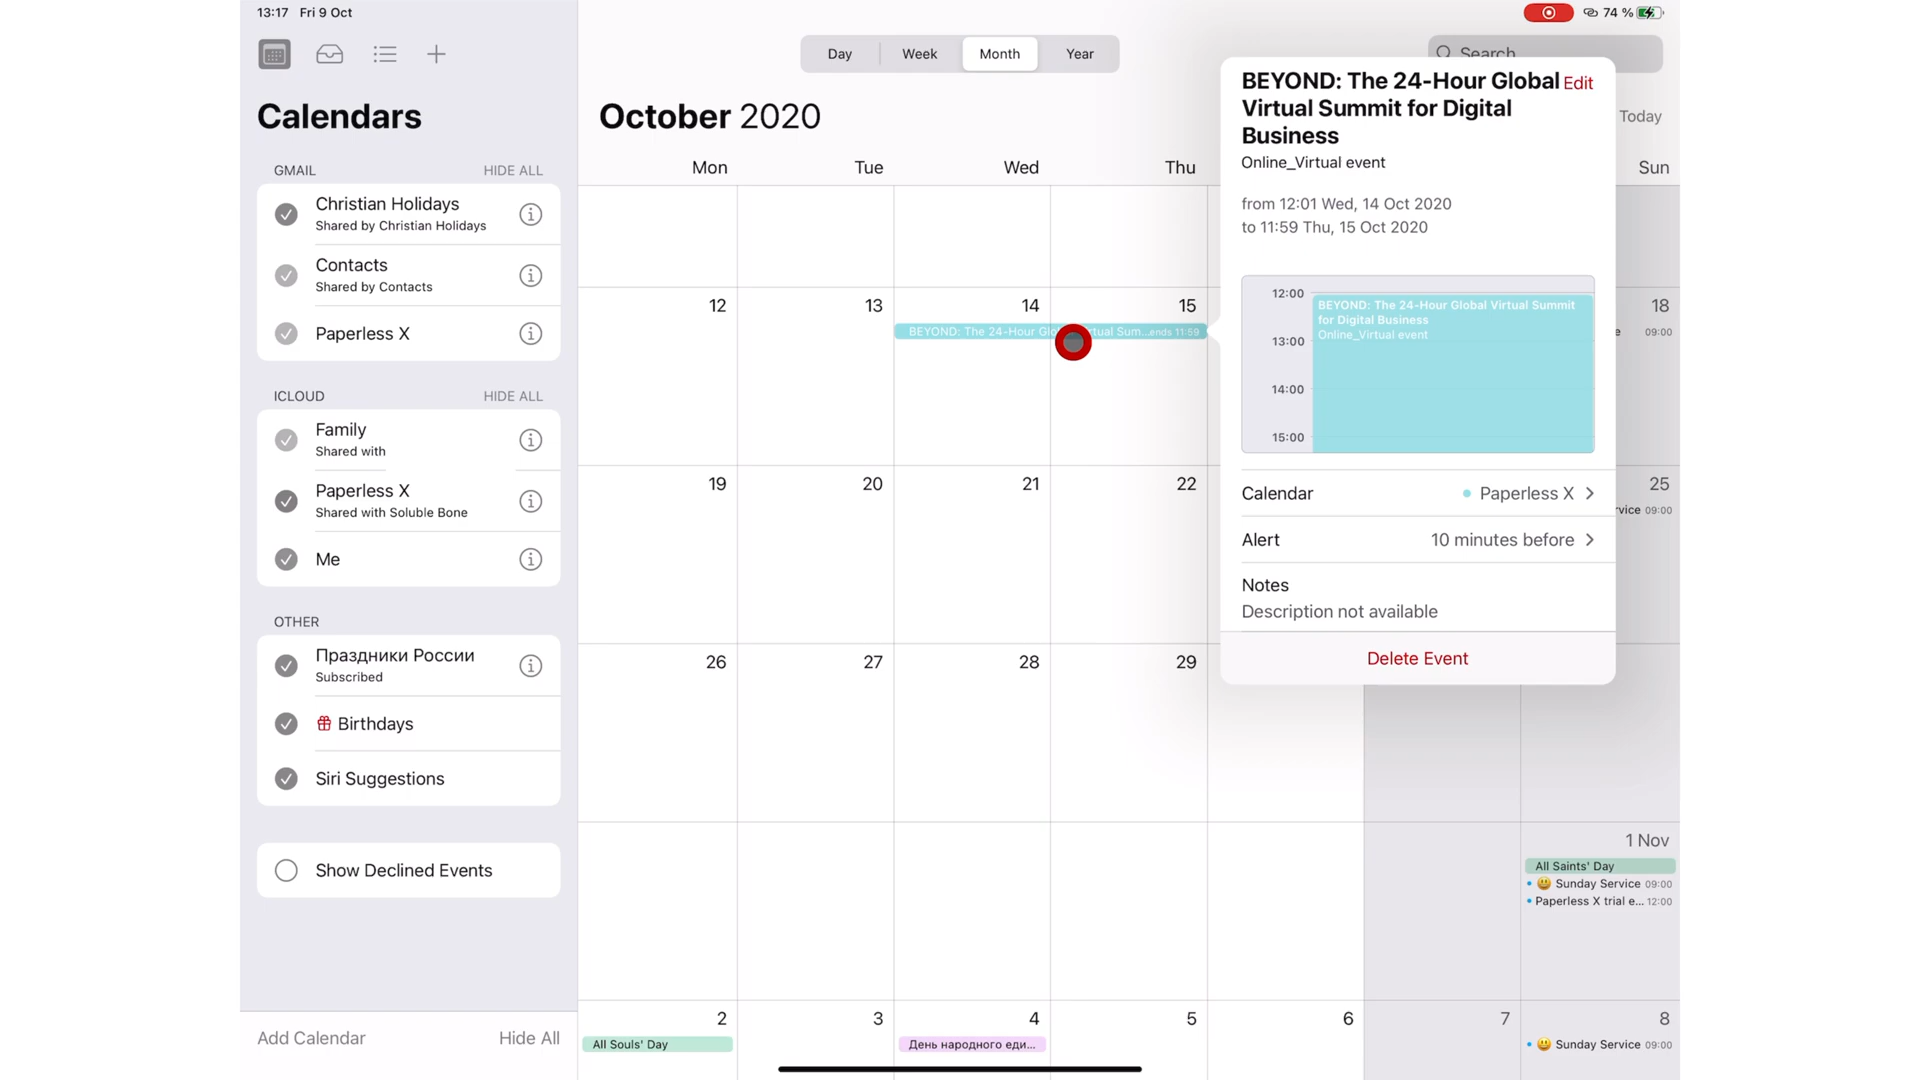 13:17 Fri 9 Oct
74 %
Day Week Month Year
Search
Calendars
GMAIL HIDE ALL
Christian Holidays
Shared by Christian Holidays
Contacts
Shared by Contacts
Paperless X
ICLOUD HIDE ALL
Family
Shared with
Paperless X
Shared with Soluble Bone
Me
OTHER
Праздники России
Subscribed
Birthdays
Siri Suggestions
Show Declined Events
Add Calendar Hide All
October 2020
Today
Mon Tue Wed Thu Sun
12 13 14 15 18
BEYOND: The 24-Hour Sum...ends 11:59
09:00
19 20 21 22 25
rvice 09:00
26 27 28 29
1 Nov
All Saints' Day
😃 Sunday Service 09:00
Paperless X trial e... 12:00
2 3 4 5 6 7 8
All Souls' Day
День народного еди...
😃 Sunday Service 09:00
BEYOND: The 24-Hour Global
Edit
Virtual Summit for Digital
Business
Online_Virtual event
from 12:01 Wed, 14 Oct 2020
to 11:59 Thu, 15 Oct 2020
12:00
BEYOND: The 24-Hour Global Virtual Summit
for Digital Business
Online_Virtual event
13:00
14:00
15:00
Calendar Paperless X
Alert 10 minutes before
Notes
Description not available
Delete Event